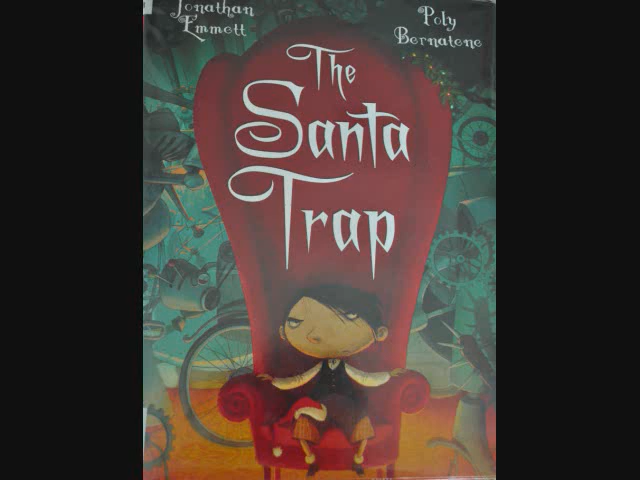 Jonathan
Emmett
Poly
Bernatene
The
Santa
Trap